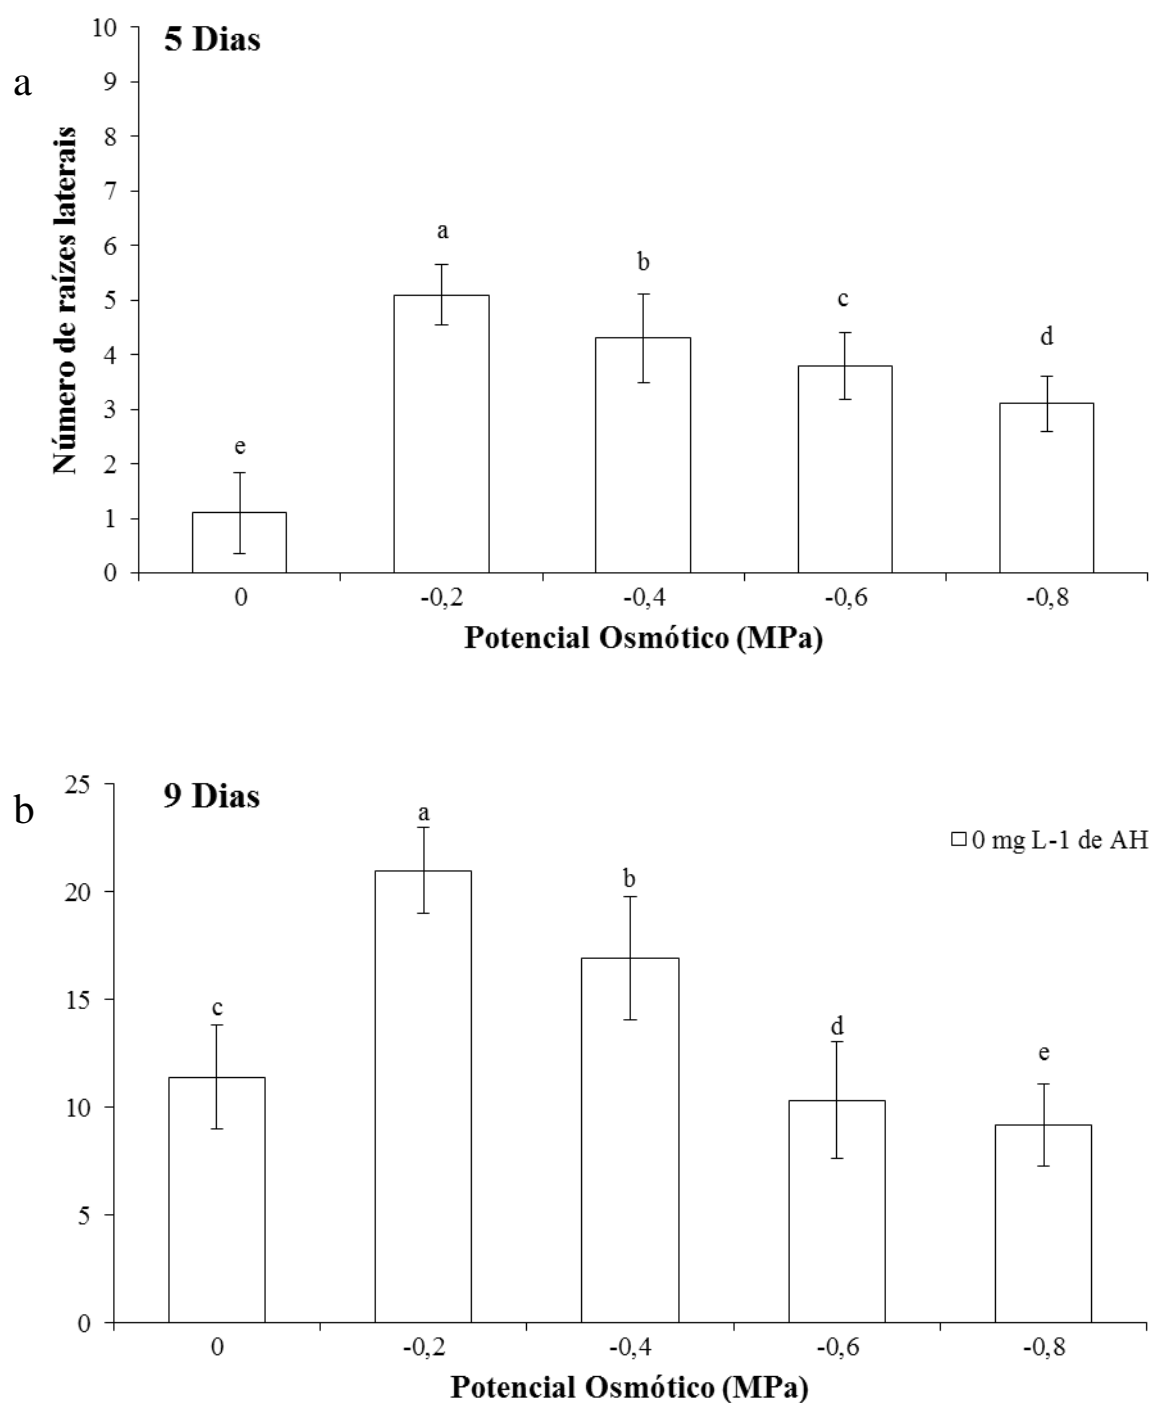 a
5 Dias
Número de raízes laterais
10
9
8
7
6
5
4
3
2
1
0
e
a
b
c
d
0 -0,2 -0,4 -0,6 -0,8
Potencial Osmótico (MPa)
b
9 Dias
25
20
15
10
5
0
c
a
b
d
e
0 mg L-1 de AH
0 -0,2 -0,4 -0,6 -0,8
Potencial Osmótico (MPa)